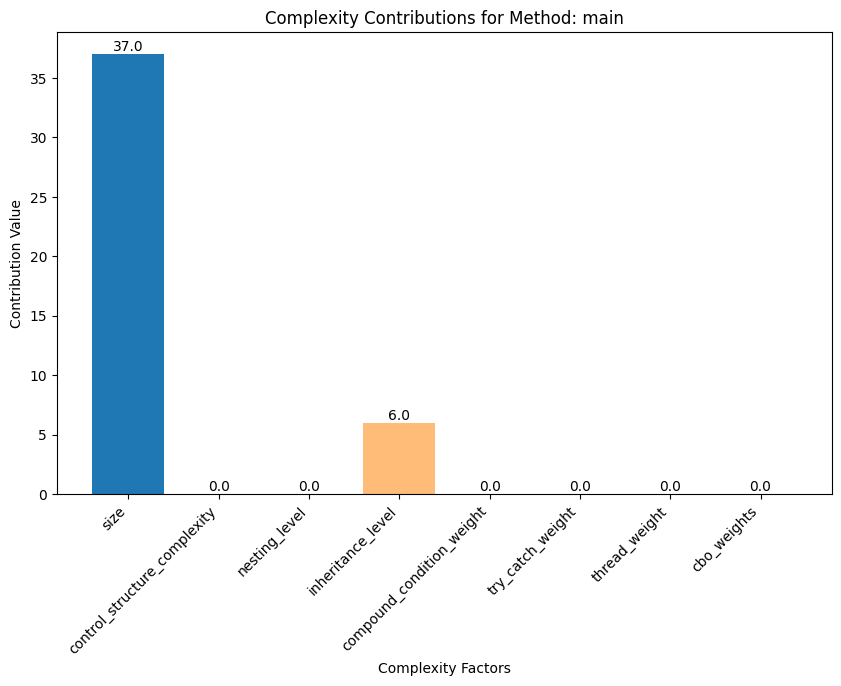 Complexity Contributions for Method: main
Contribution Value
35
30
25
20
15
10
5
0
37.0
0.0
0.0
6.0
0.0
0.0
0.0
0.0
size
control_structure_complexity
nesting_level
inheritance_level
compound_condition_weight
try_catch_weight
thread_weight
cbo_weights
Complexity Factors